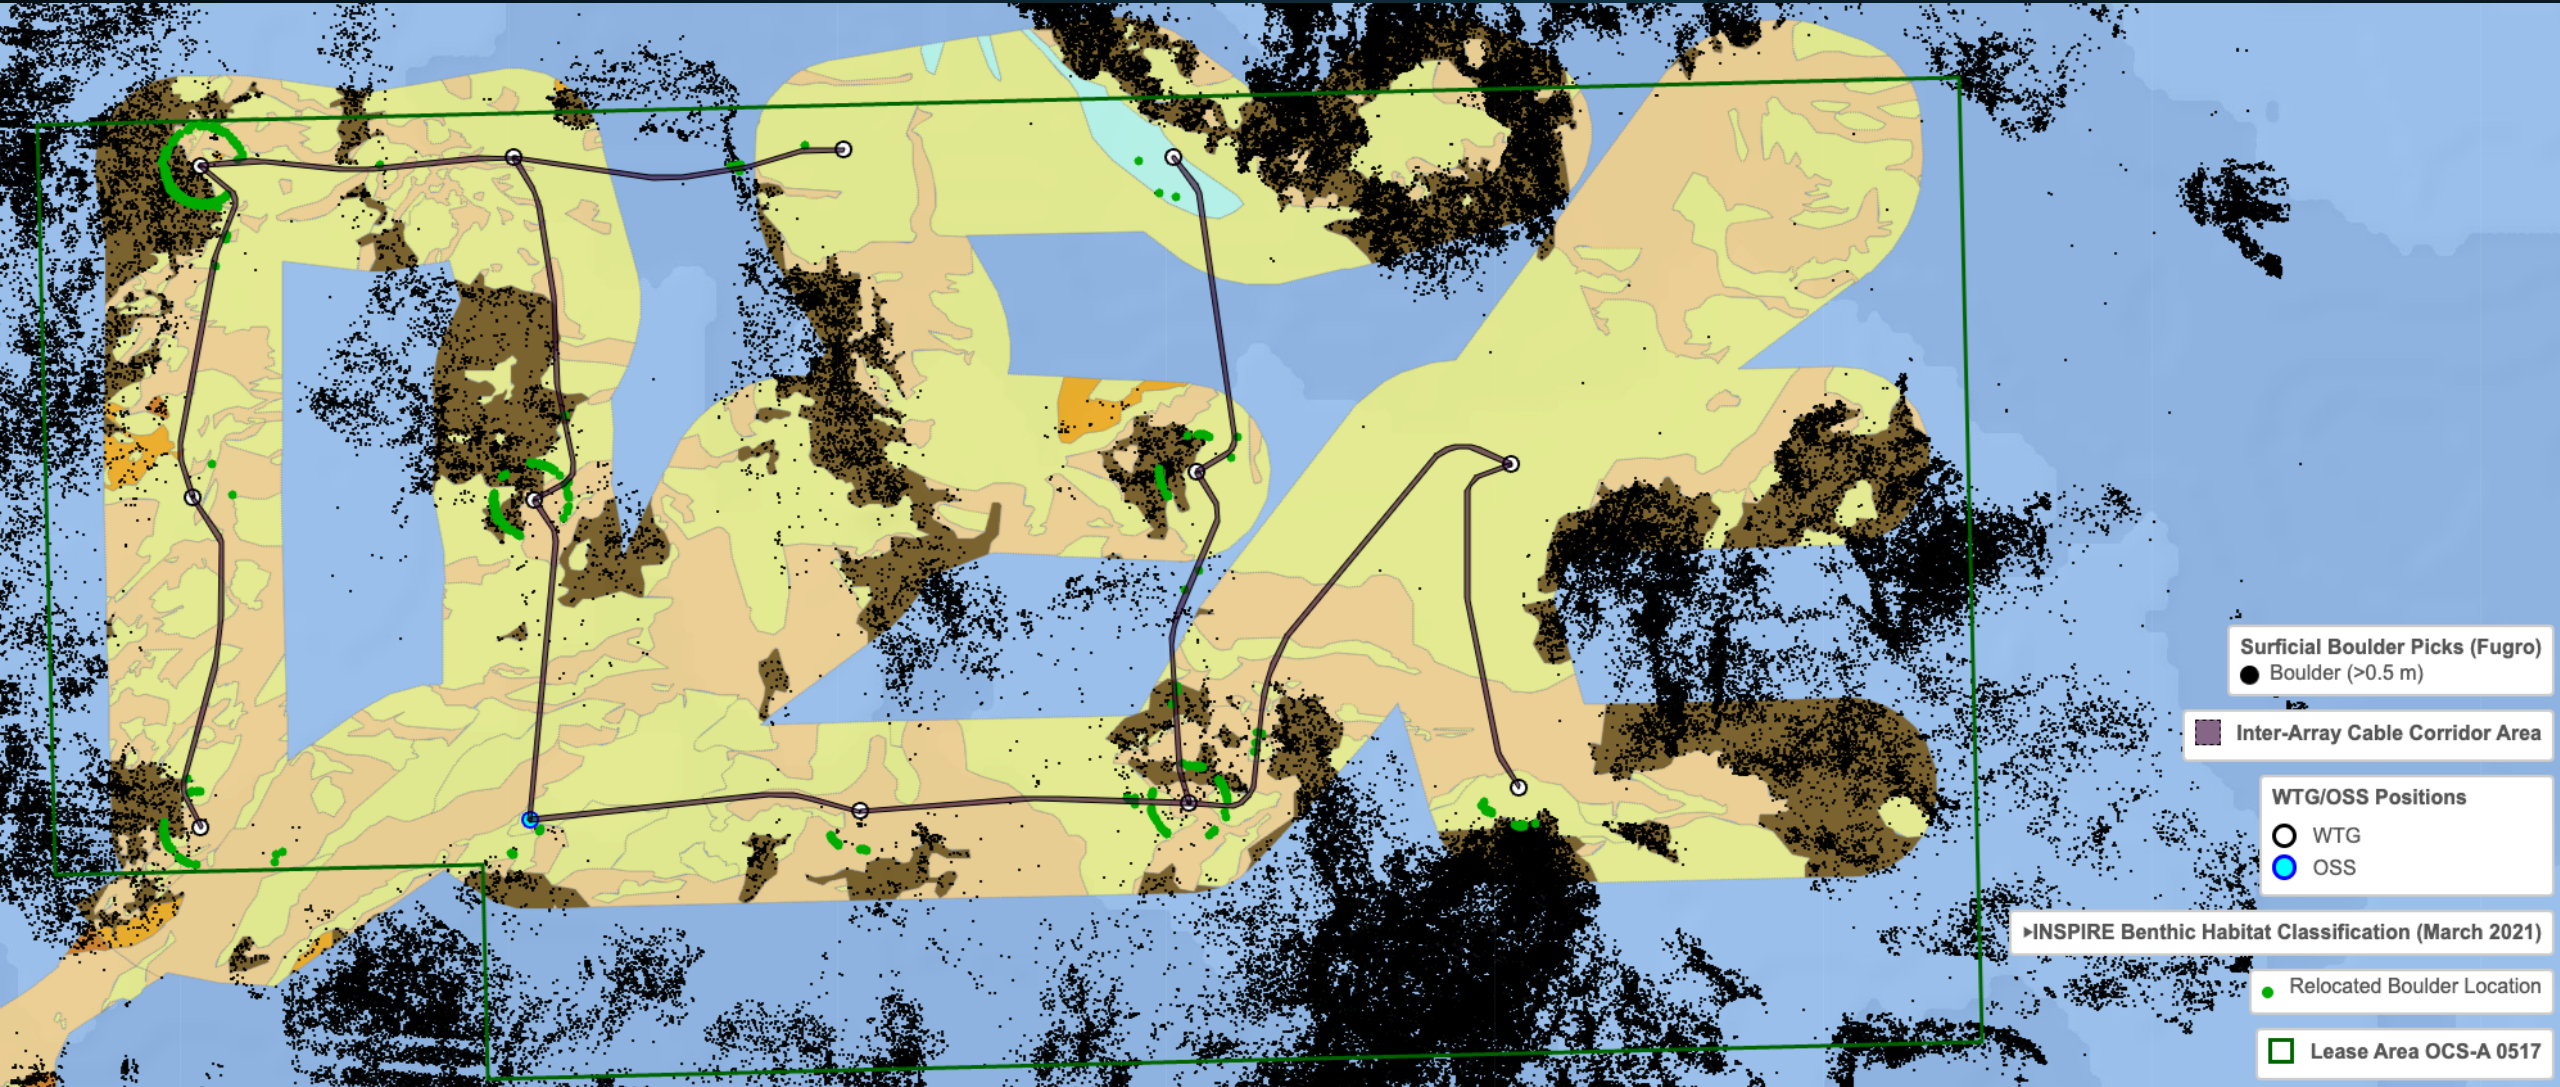 Surficial Boulder Picks (Fugro)
Boulder (>0.5 m)
Inter-Array Cable Corridor Area
WTG/OSS Positions
WTG
OSS
▸INSPIRE Benthic Habitat Classification (March 2021)
Relocated Boulder Location
Lease Area OCS-A 0517